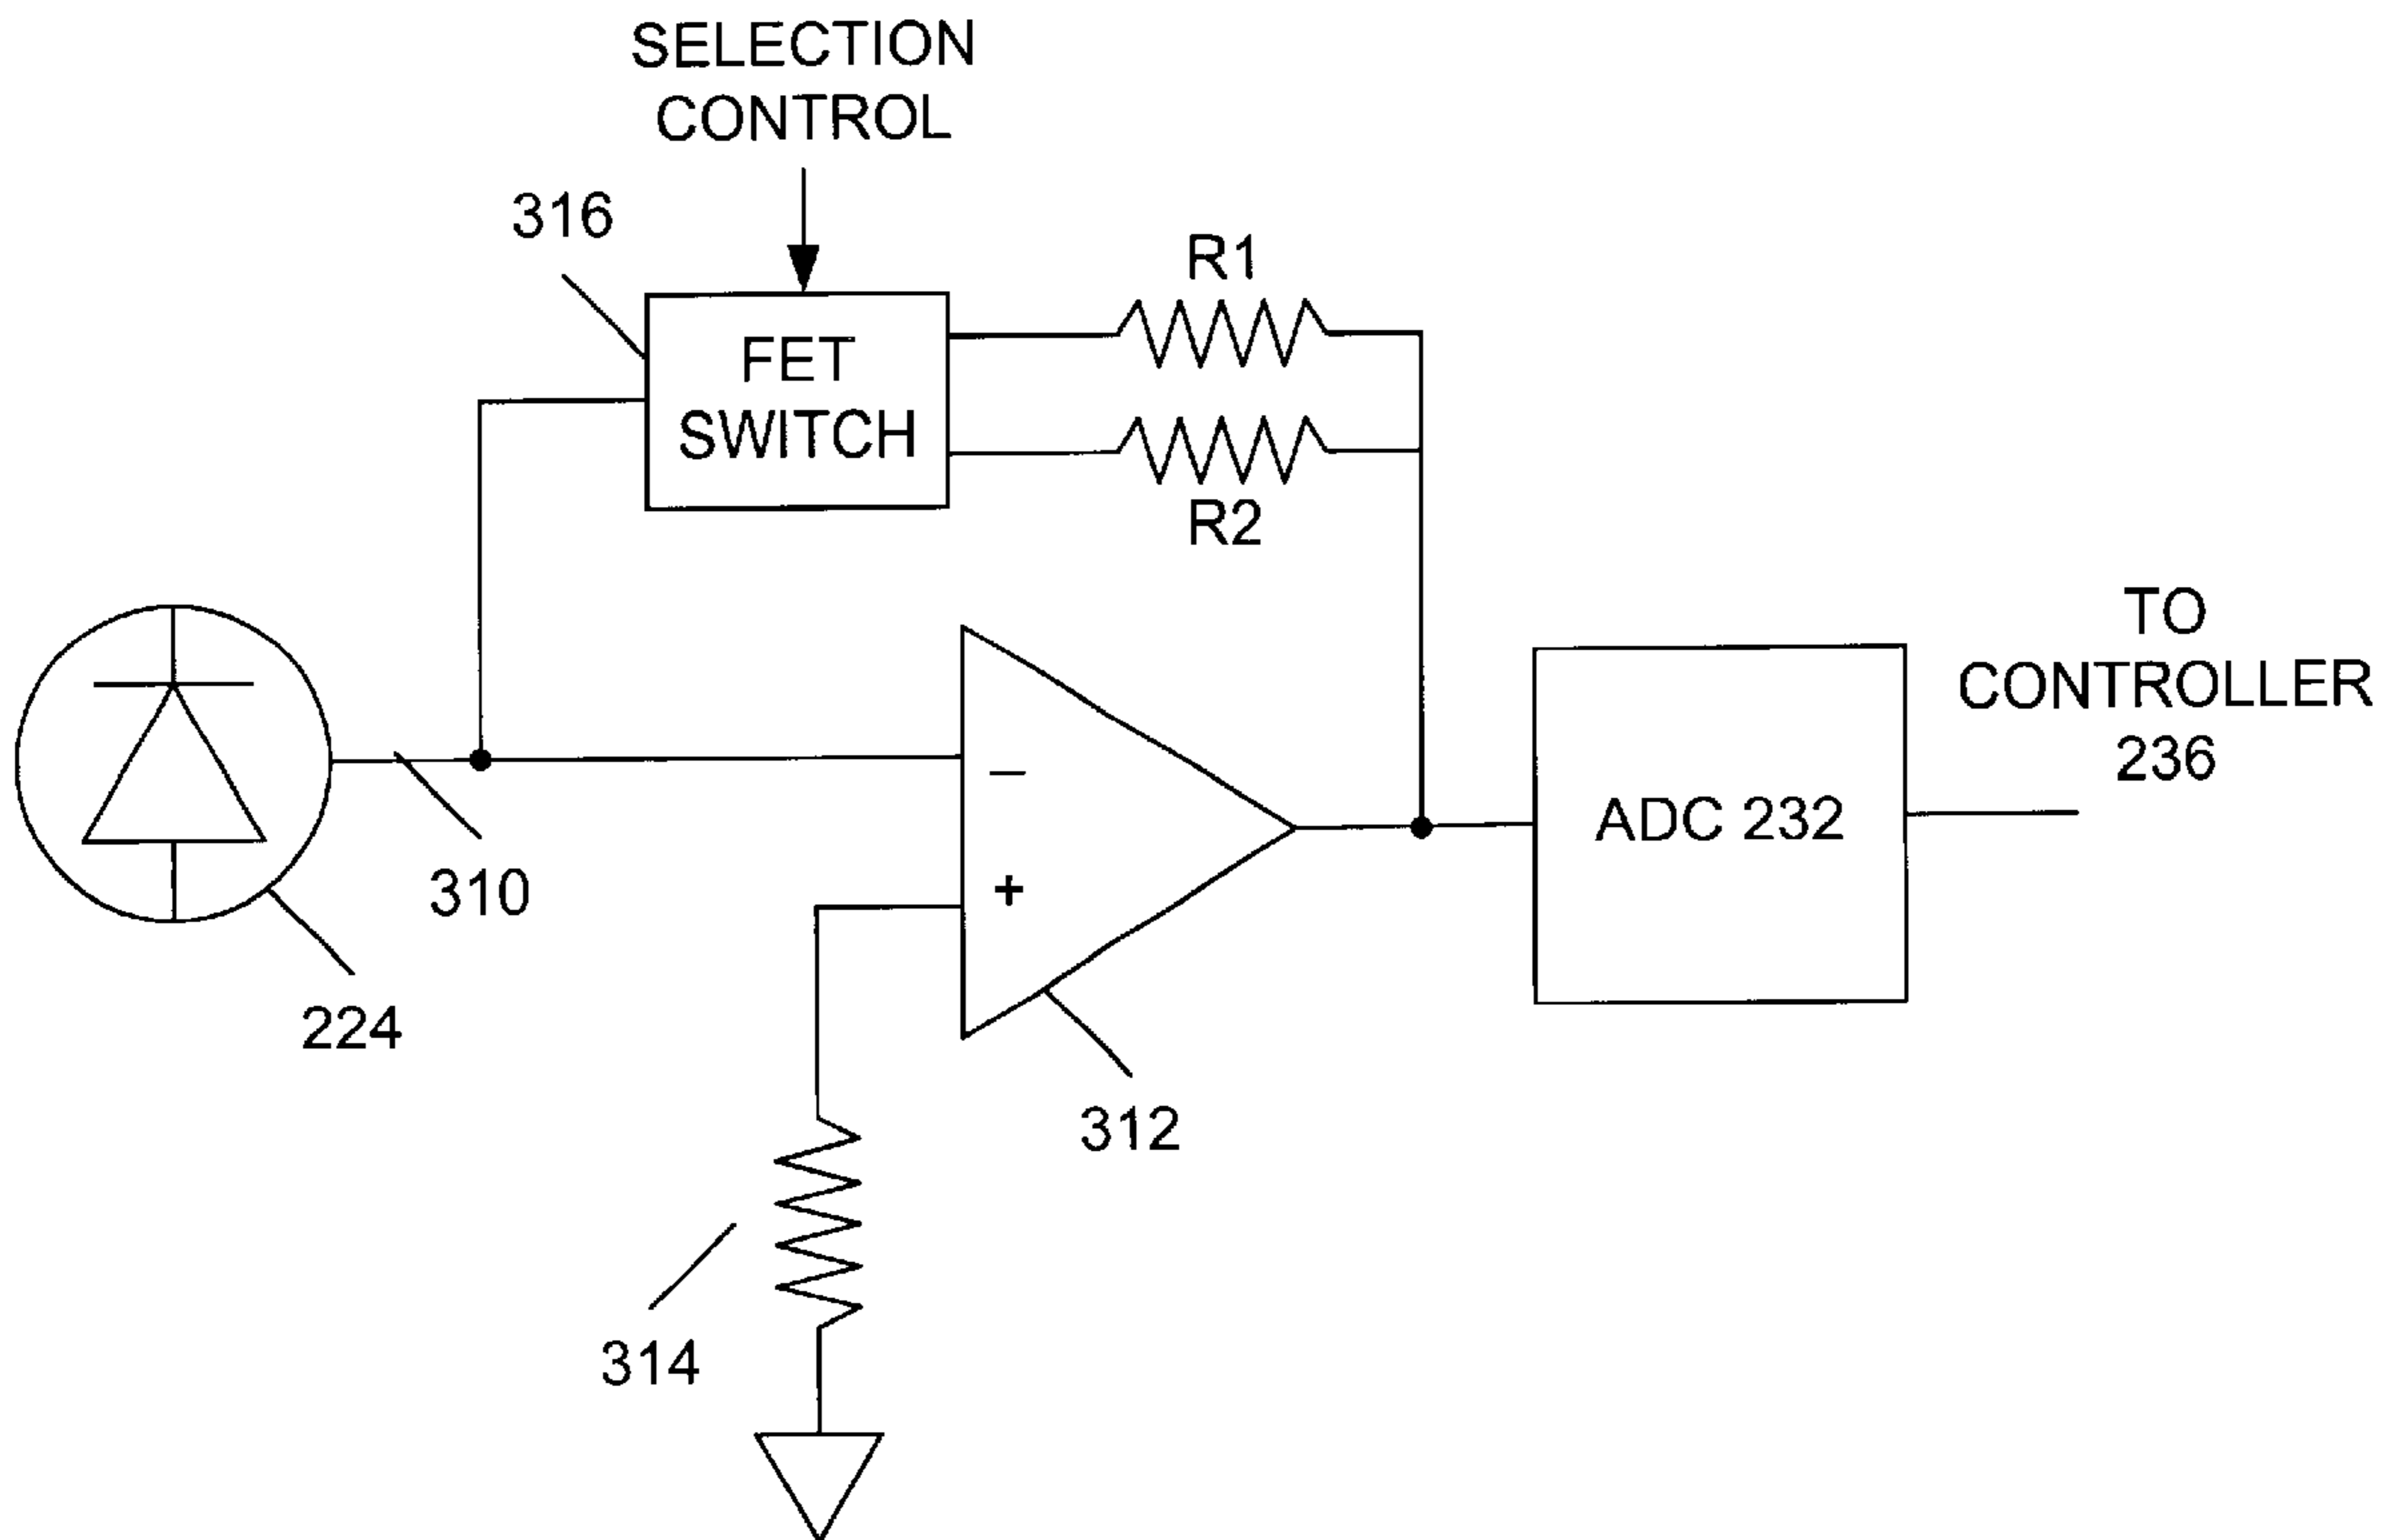 SELECTION
CONTROL
316
R1
FET
SWITCH
R2
TO
CONTROLLER
236
−
ADC 232
+
310
224
312
314